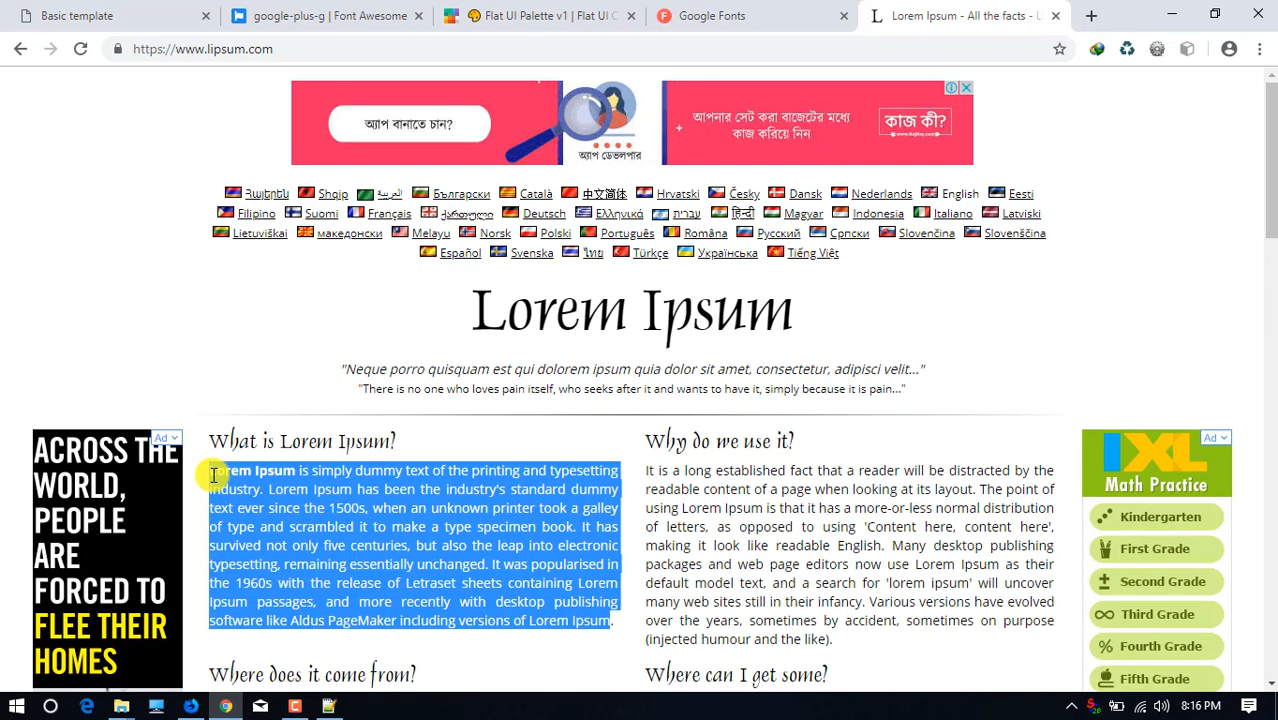 Basic template
google-plus-g | Font Awesome
Flat UI Palette v1 | Flat UI C
Google Fonts
Lorem Ipsum - All the facts - L
https://www.lipsum.com
অ্যাপ বানাতে চান?
অ্যাপ ডেভলপার
আপনার সেট করা বাজেটের মধ্যে
কাজ করিয়ে নিন
কাজ কী?
www.KajKey.com
Հայերեն Shqip العربية Български Català 中文简体 Hrvatski Česky Dansk Nederlands English Eesti
Filipino Suomi Français ქართული Deutsch Ελληνικά עברית हिन्दी Magyar Indonesia Italiano Latviski
Lietuviškai македонски Melayu Norsk Polski Português Româna Русский Српски Slovenčina Slovenščina
Español Svenska ไทย Türkçe Українська Tiếng Việt
Lorem Ipsum
"Neque porro quisquam est qui dolorem ipsum quia dolor sit amet, consectetur, adipisci velit..."
"There is no one who loves pain itself, who seeks after it and wants to have it, simply because it is pain..."
Ad
ACROSS THE
WORLD,
PEOPLE
ARE
FORCED TO
FLEE THEIR
HOMES
What is Lorem Ipsum?
Lorem Ipsum is simply dummy text of the printing and typesetting
industry. Lorem Ipsum has been the industry's standard dummy
text ever since the 1500s, when an unknown printer took a galley
of type and scrambled it to make a type specimen book. It has
survived not only five centuries, but also the leap into electronic
typesetting, remaining essentially unchanged. It was popularised in
the 1960s with the release of Letraset sheets containing Lorem
Ipsum passages, and more recently with desktop publishing
software like Aldus PageMaker including versions of Lorem Ipsum.
Where does it come from?
Why do we use it?
It is a long established fact that a reader will be distracted by the
readable content of a page when looking at its layout. The point of
using Lorem Ipsum is that it has a more-or-less normal distribution
of letters, as opposed to using 'Content here, content here',
making it look like readable English. Many desktop publishing
packages and web page editors now use Lorem Ipsum as their
default model text, and a search for 'lorem ipsum' will uncover
many web sites still in their infancy. Various versions have evolved
over the years, sometimes by accident, sometimes on purpose
(injected humour and the like).
Where can I get some?
Ad
IXL
Math Practice
Kindergarten
First Grade
Second Grade
Third Grade
Fourth Grade
Fifth Grade
8:16 PM